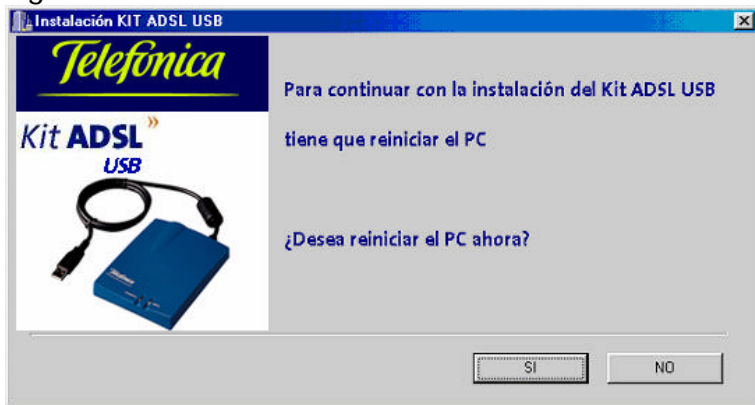 Instalación KIT ADSL USB
Telefónica
Para continuar con la instalación del Kit ADSL USB
tiene que reiniciar el PC
Kit ADSL»
USB
¿Desea reiniciar el PC ahora?
SI
NO